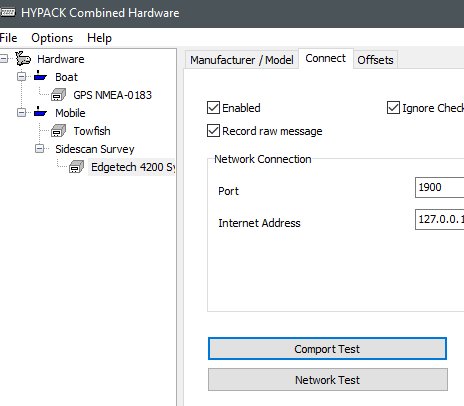 HYPACK Combined Hardware
File Options Help
Hardware
Boat
GPS NMEA-0183
Mobile
Towfish
Sidescan Survey
Edgetech 4200 Sy
Manufacturer / Model Connect Offsets
Enabled Ignore Check
Record raw message
Network Connection
Port 1900
Internet Address 127.0.0.1
Comport Test
Network Test